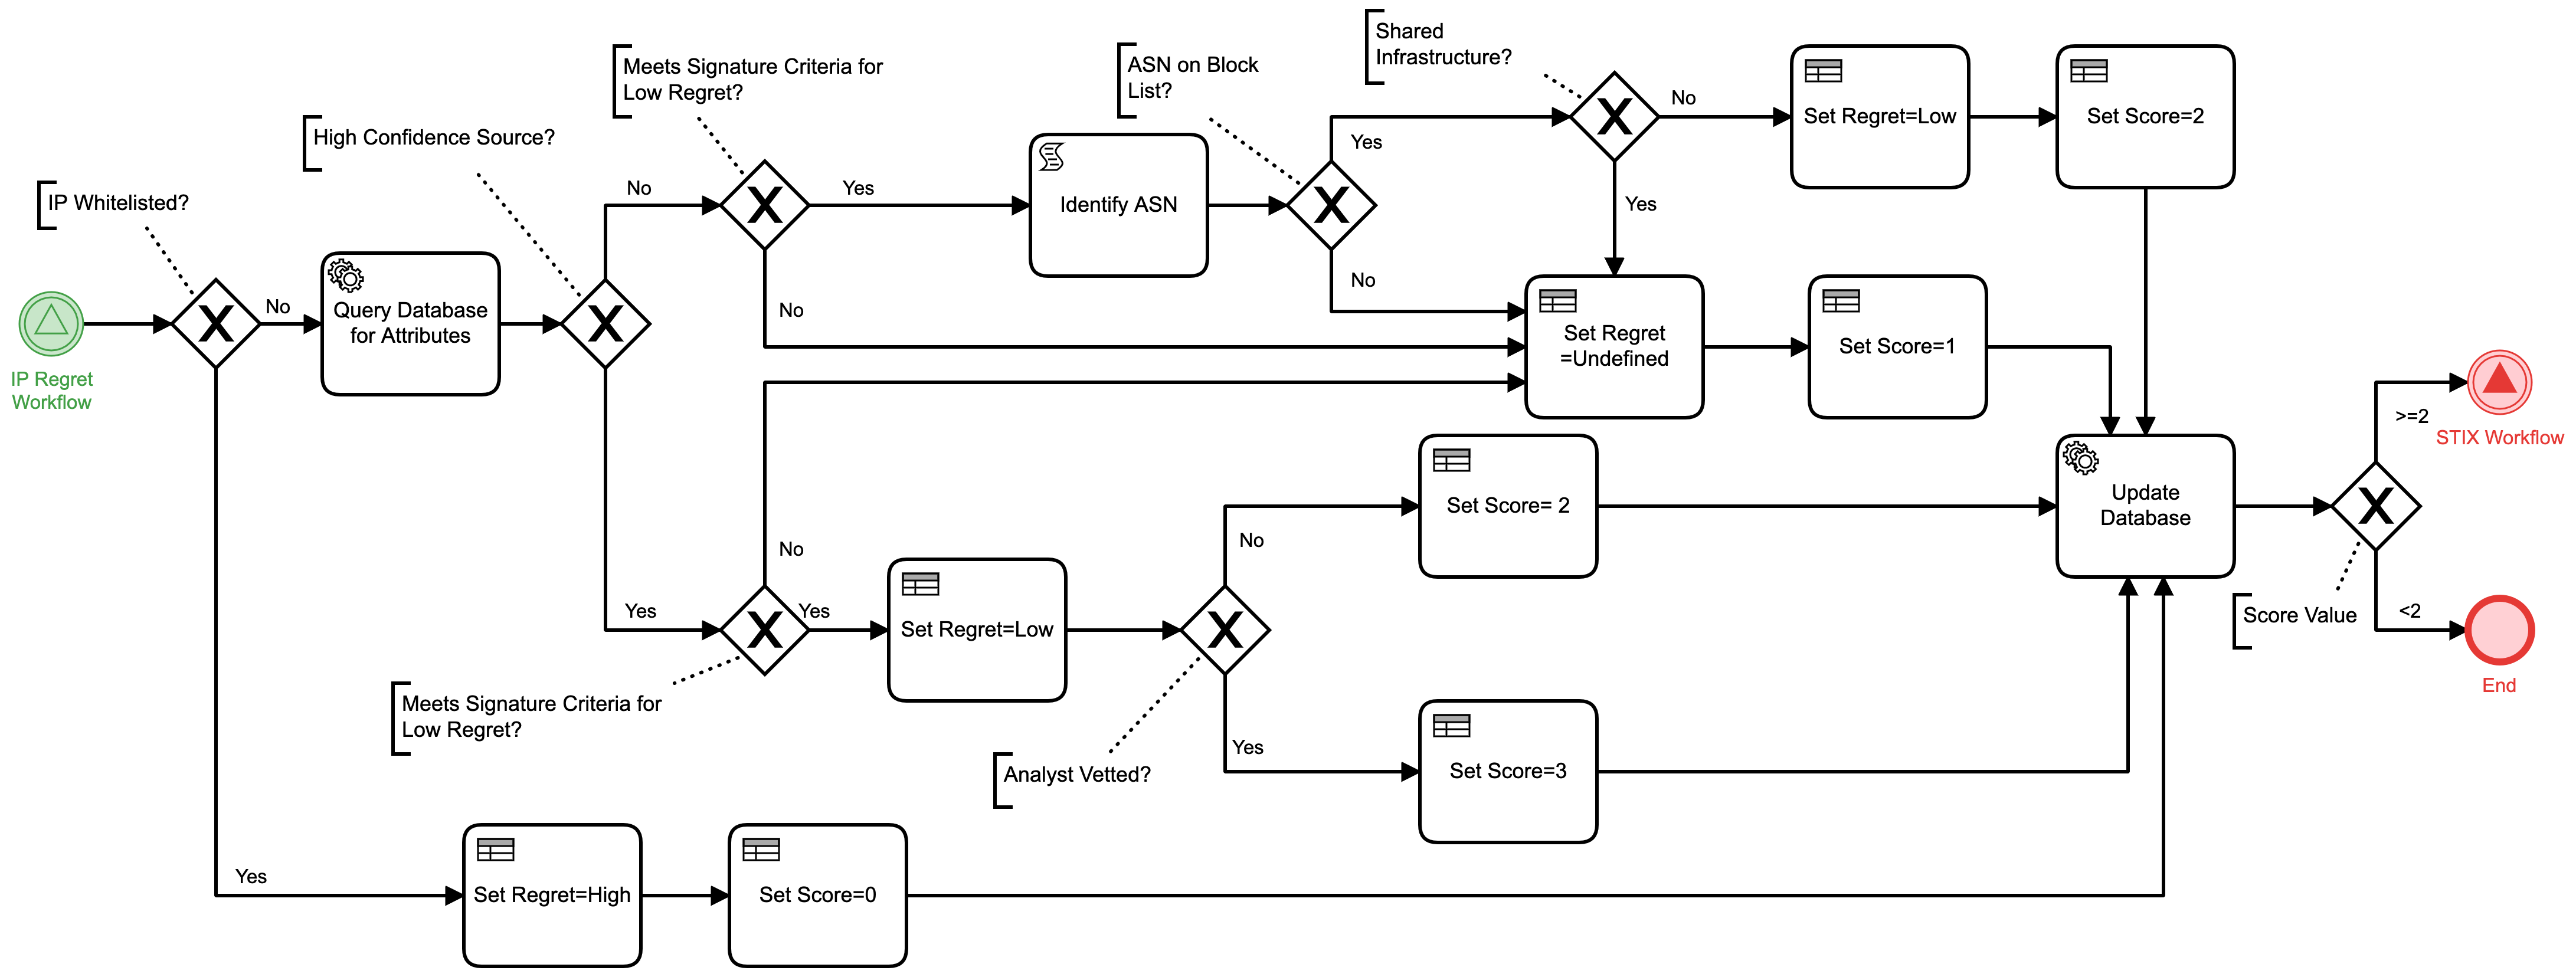 Shared
Infrastructure?
Meets Signature Criteria for
Low Regret?
ASN on Block
List?
No
Set Regret=Low
Set Score=2
High Confidence Source?
Yes
IP Whitelisted?
No
Yes
Identify ASN
Yes
No
No
Query Database
for Attributes
No
Set Regret
=Undefined
Set Score=1
IP Regret
Workflow
>=2
STIX Workflow
Set Score= 2
Update
Database
No
No
Yes
Yes
Set Regret=Low
<2
Score Value
End
Meets Signature Criteria for
Low Regret?
Yes
Analyst Vetted?
Set Score=3
Yes
Set Regret=High
Set Score=0